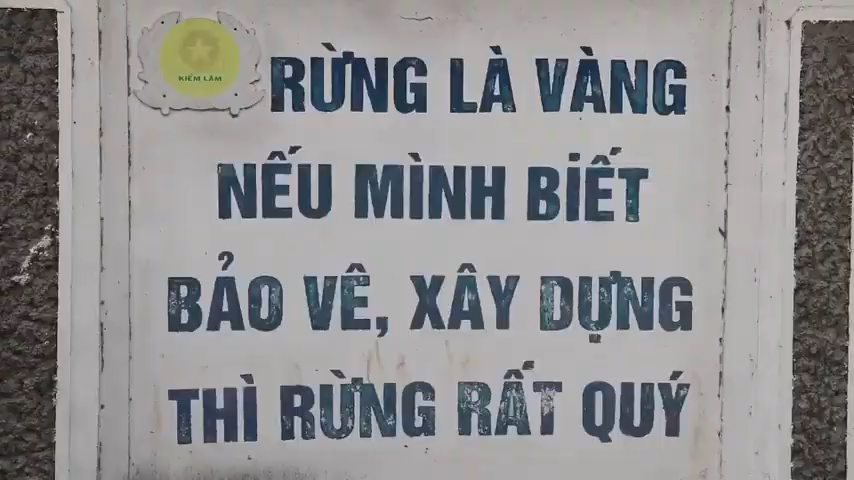 KIỂM LÂM
RỪNG LÀ VÀNG
NẾU MÌNH BIẾT
BẢO VÊ, XÂY DỰNG
THÌ RỪNG RẤT QUÝ